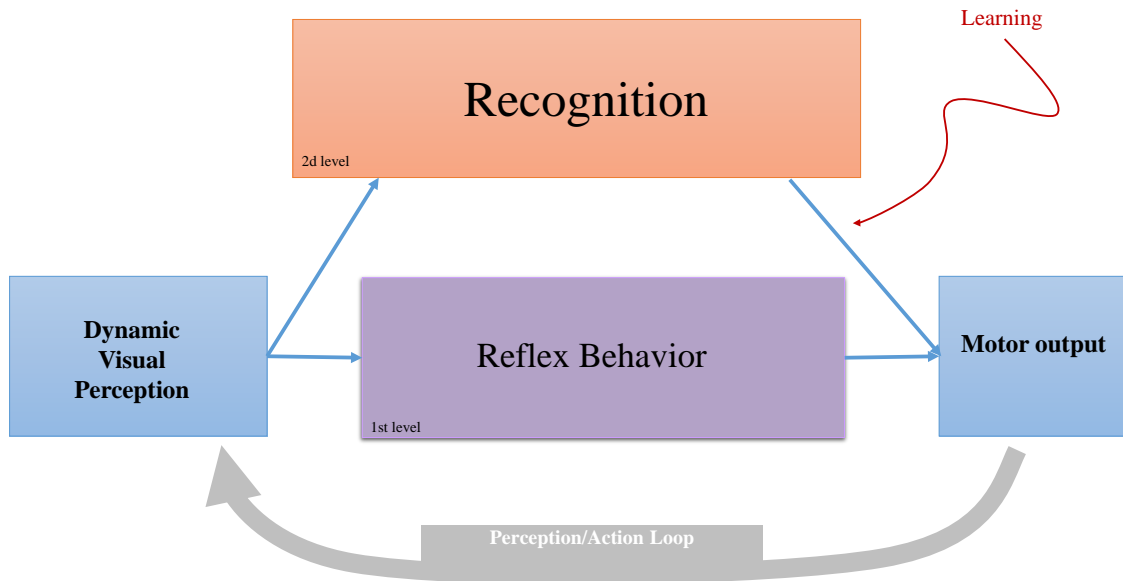 Learning
Recognition
2d level
Dynamic
Visual
Perception
Reflex Behavior
1st level
Motor output
Perception/Action Loop